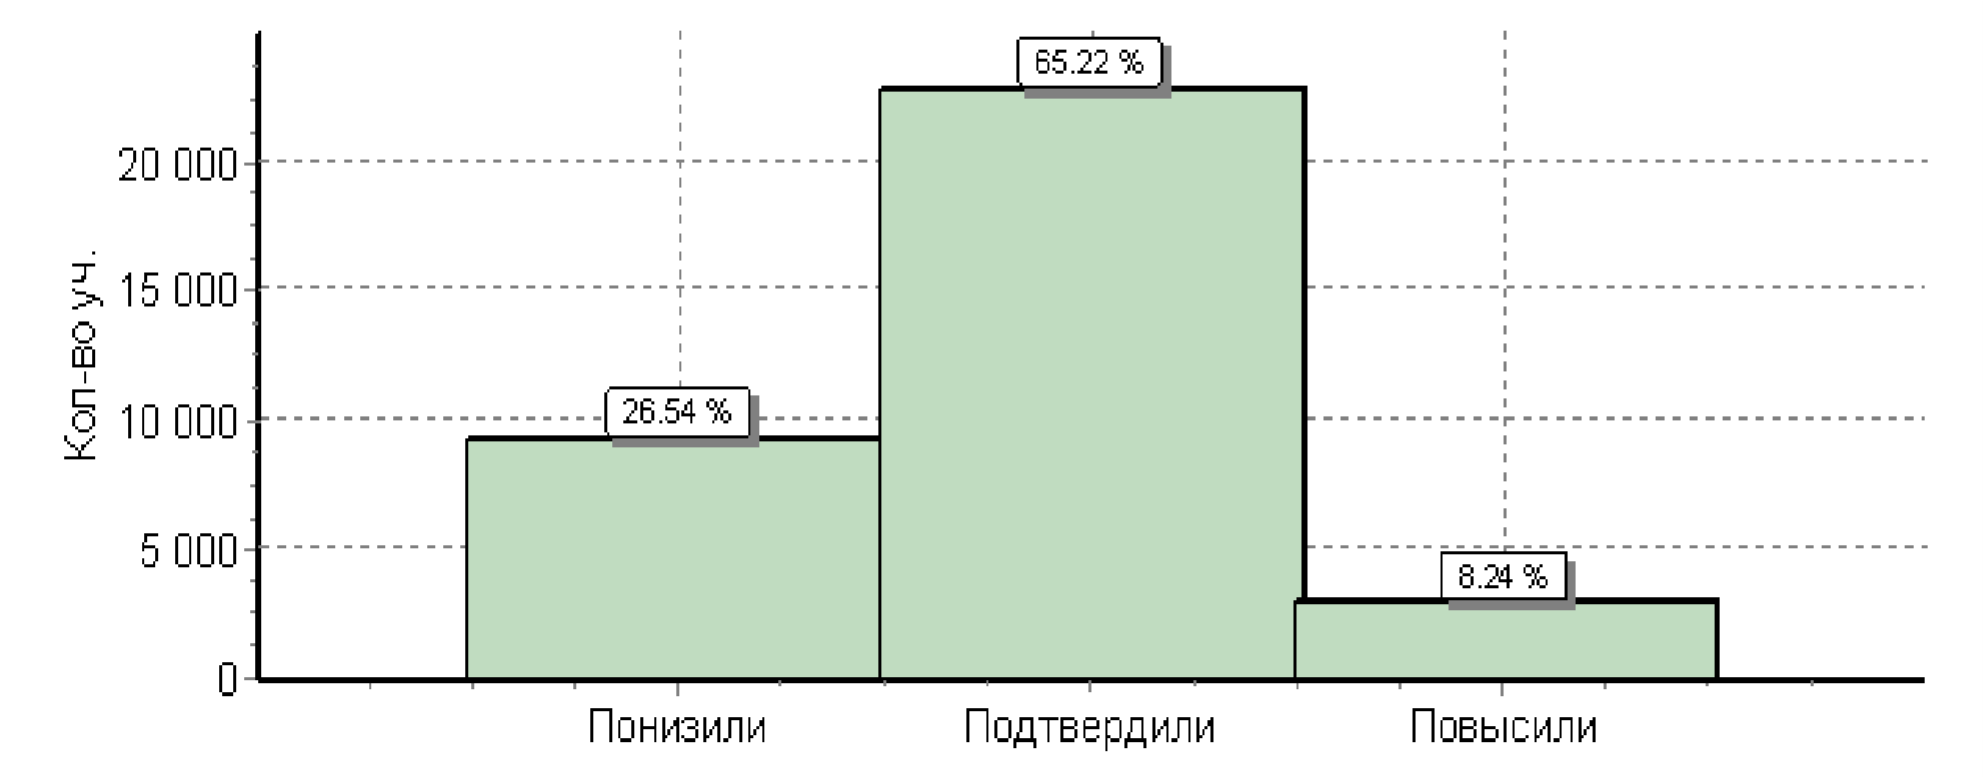 Кол-во уч.
20 000
15 000
10 000
5 000
0
65.22 %
26.54 %
8.24 %
Понизили
Подтвердили
Повысили